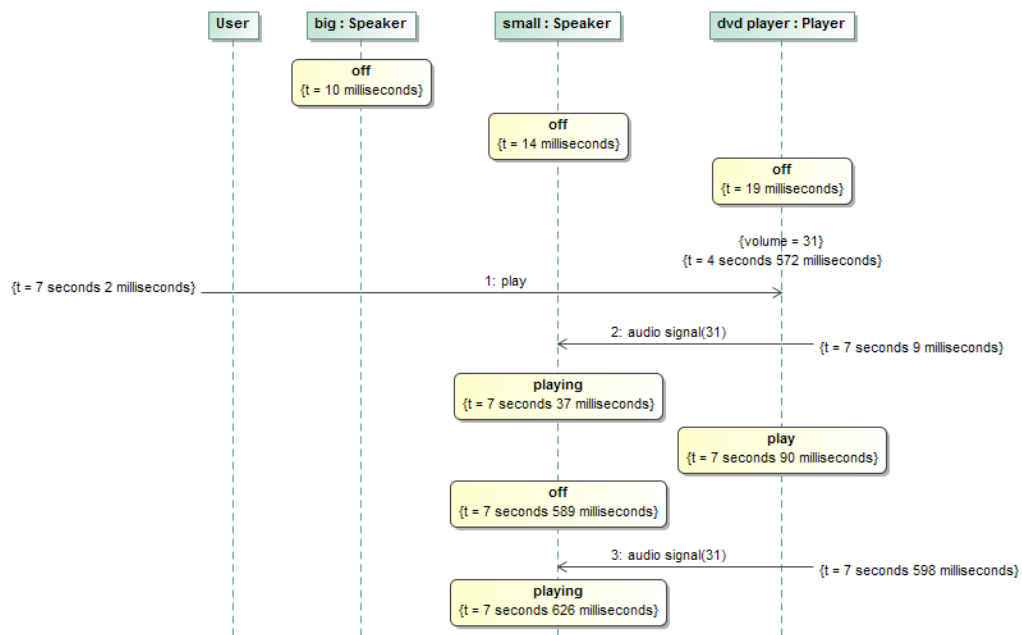 User
big : Speaker
small : Speaker
dvd player : Player
off
{t = 10 milliseconds}
off
{t = 14 milliseconds}
off
{t = 19 milliseconds}
{volume = 31}
{t = 4 seconds 572 milliseconds}
{t = 7 seconds 2 milliseconds}
1: play
2: audio signal(31)
{t = 7 seconds 9 milliseconds}
playing
{t = 7 seconds 37 milliseconds}
play
{t = 7 seconds 90 milliseconds}
off
{t = 7 seconds 589 milliseconds}
3: audio signal(31)
{t = 7 seconds 598 milliseconds}
playing
{t = 7 seconds 626 milliseconds}